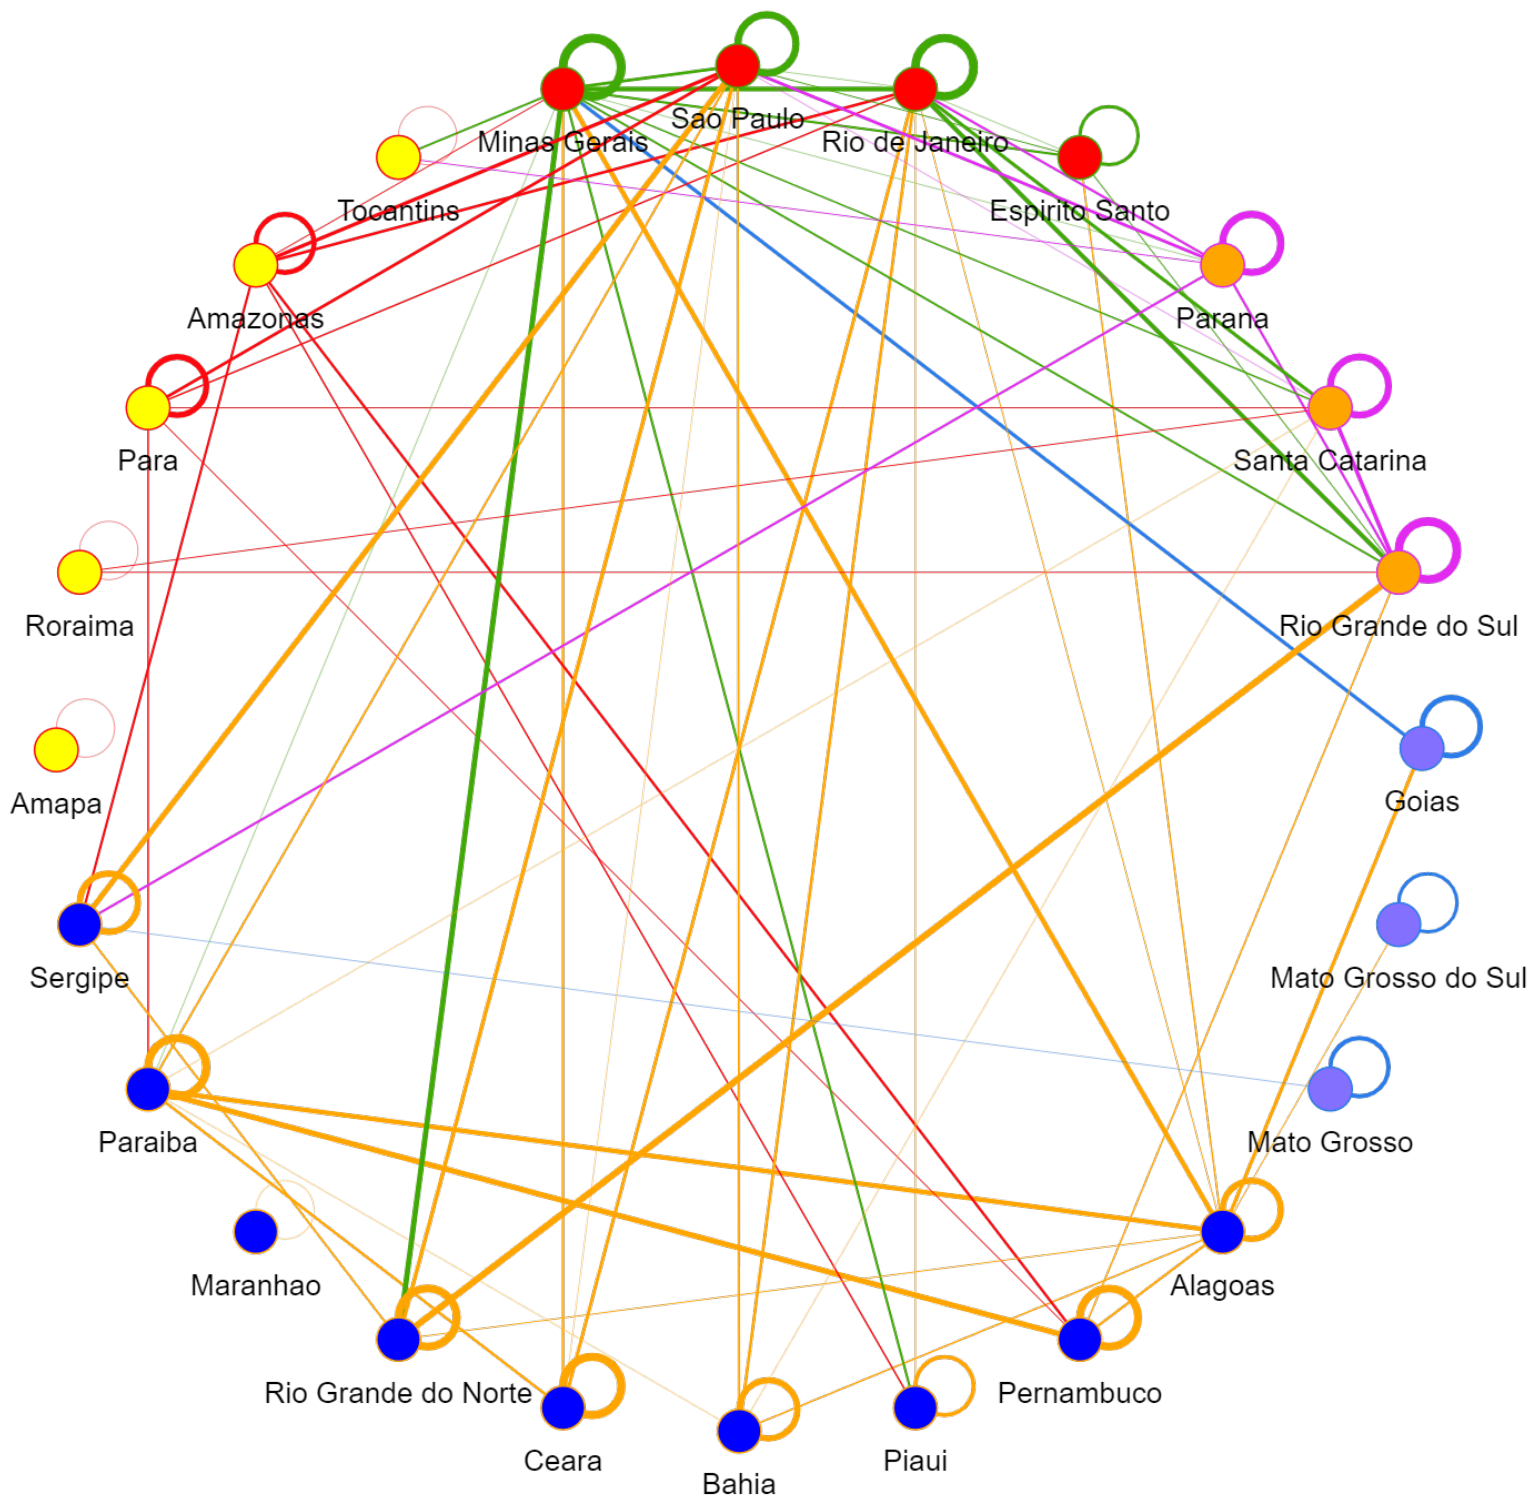 Sao Paulo
Minas Gerais
Rio de Janeiro
Tocantins
Espirito Santo
Amazonas
Parana
Para
Santa Catarina
Roraima
Rio Grande do Sul
Amapa
Goias
Sergipe
Mato Grosso do Sul
Paraiba
Mato Grosso
Maranhao
Alagoas
Rio Grande do Norte
Pernambuco
Ceara
Piaui
Bahia